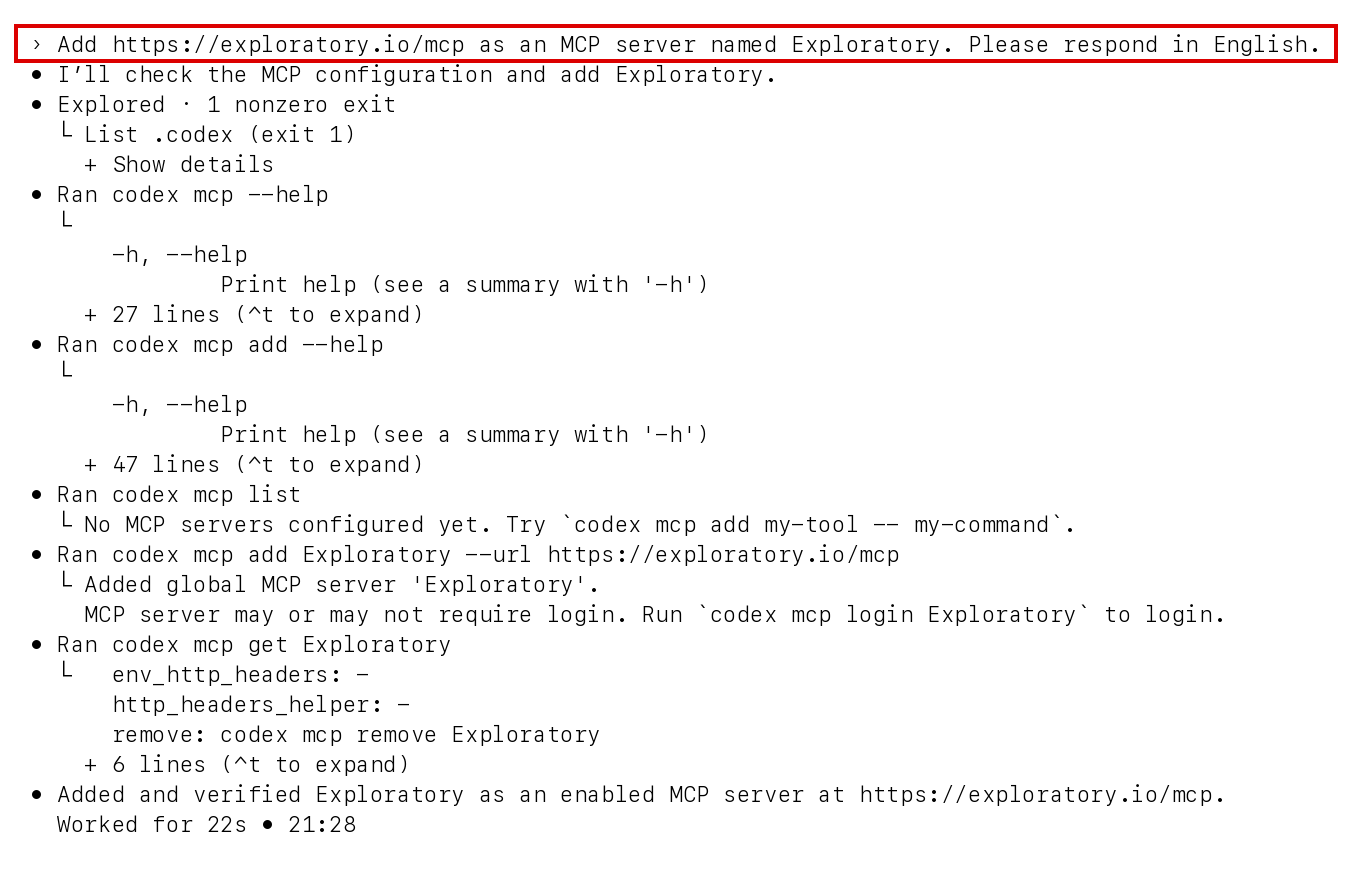 › Add https://exploratory.io/mcp as an MCP server named Exploratory. Please respond in English.
• I’ll check the MCP configuration and add Exploratory.
• Explored · 1 nonzero exit
└ List .codex (exit 1)
+ Show details
• Ran codex mcp --help
└
-h, --help
Print help (see a summary with '-h')
+ 27 lines (^t to expand)
• Ran codex mcp add --help
└
-h, --help
Print help (see a summary with '-h')
+ 47 lines (^t to expand)
• Ran codex mcp list
└ No MCP servers configured yet. Try `codex mcp add my-tool -- my-command`.
• Ran codex mcp add Exploratory --url https://exploratory.io/mcp
└ Added global MCP server 'Exploratory'.
MCP server may or may not require login. Run `codex mcp login Exploratory` to login.
• Ran codex mcp get Exploratory
└ env_http_headers: -
http_headers_helper: -
remove: codex mcp remove Exploratory
+ 6 lines (^t to expand)
• Added and verified Exploratory as an enabled MCP server at https://exploratory.io/mcp.
Worked for 22s • 21:28